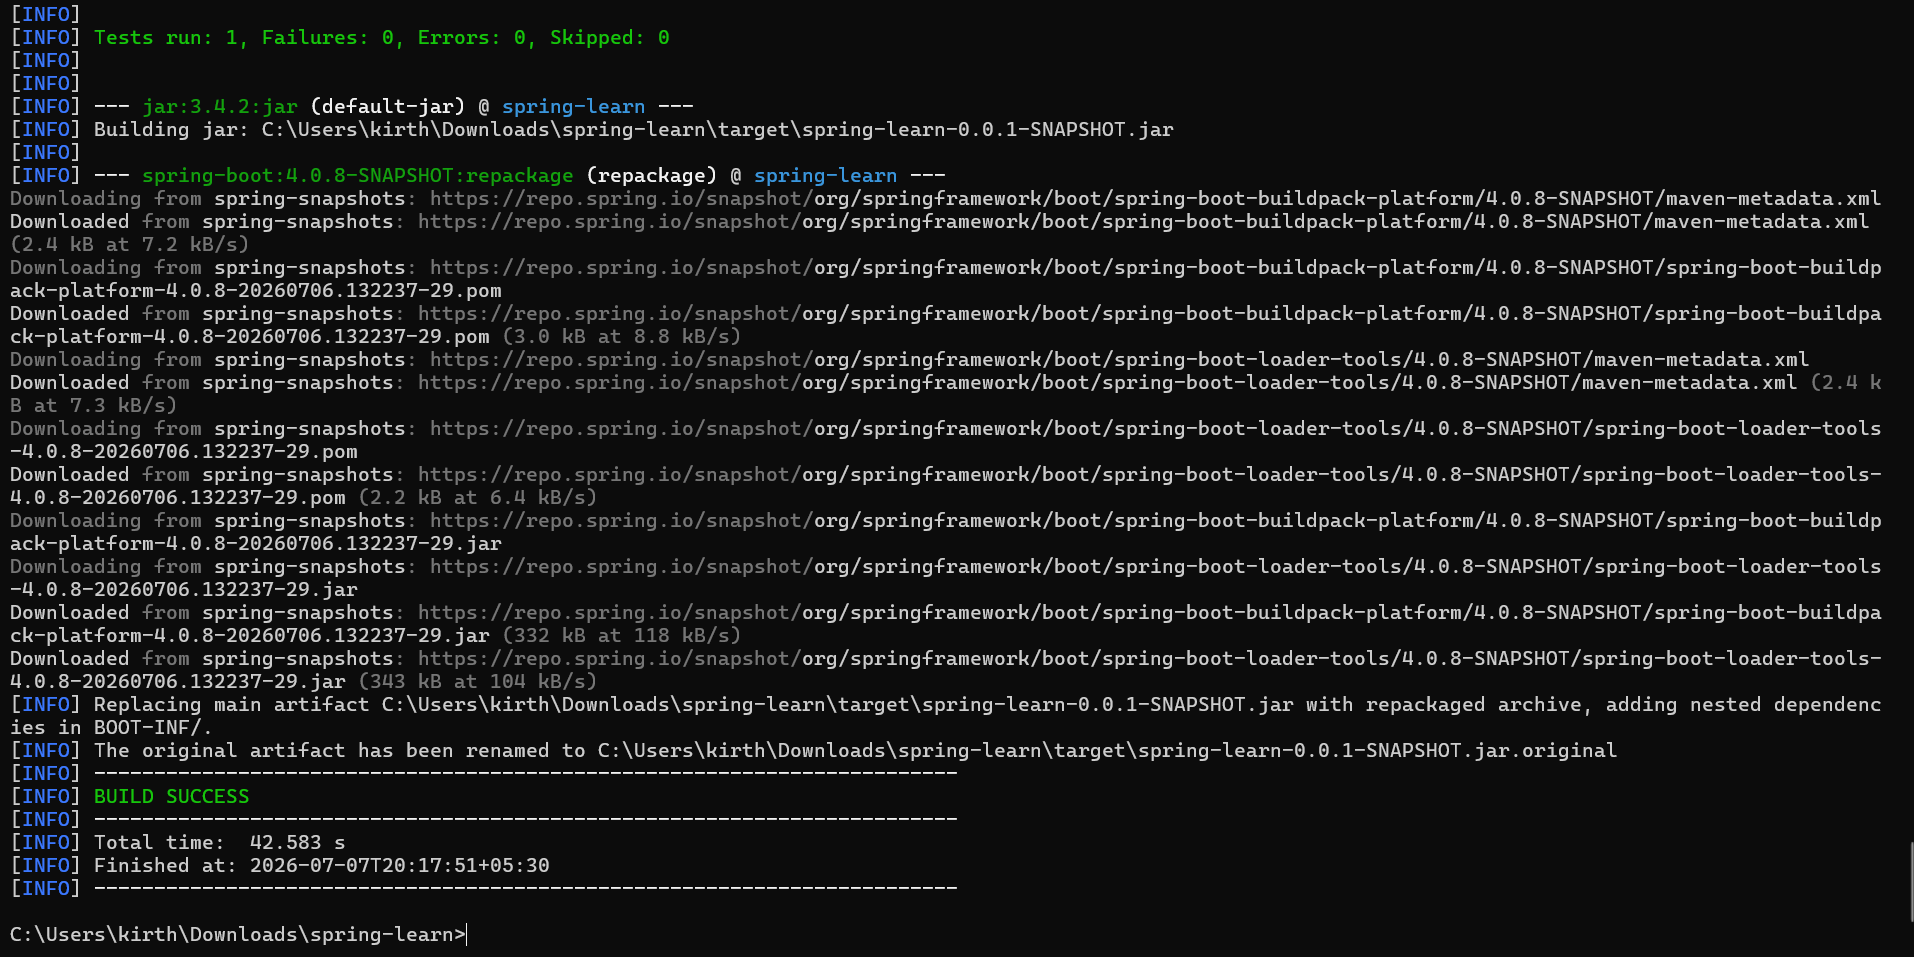 [INFO]
[INFO] Tests run: 1, Failures: 0, Errors: 0, Skipped: 0
[INFO]
[INFO]
[INFO] --- jar:3.4.2:jar (default-jar) @ spring-learn ---
[INFO] Building jar: C:\Users\kirth\Downloads\spring-learn\target\spring-learn-0.0.1-SNAPSHOT.jar
[INFO]
[INFO] --- spring-boot:4.0.8-SNAPSHOT:repackage (repackage) @ spring-learn ---
Downloading from spring-snapshots: https://repo.spring.io/snapshot/org/springframework/boot/spring-boot-buildpack-platform/4.0.8-SNAPSHOT/maven-metadata.xml
Downloaded from spring-snapshots: https://repo.spring.io/snapshot/org/springframework/boot/spring-boot-buildpack-platform/4.0.8-SNAPSHOT/maven-metadata.xml
(2.4 kB at 7.2 kB/s)
Downloading from spring-snapshots: https://repo.spring.io/snapshot/org/springframework/boot/spring-boot-buildpack-platform/4.0.8-SNAPSHOT/spring-boot-buildp
ack-platform-4.0.8-20260706.132237-29.pom
Downloaded from spring-snapshots: https://repo.spring.io/snapshot/org/springframework/boot/spring-boot-buildpack-platform/4.0.8-SNAPSHOT/spring-boot-buildpa
ck-platform-4.0.8-20260706.132237-29.pom (3.0 kB at 8.8 kB/s)
Downloading from spring-snapshots: https://repo.spring.io/snapshot/org/springframework/boot/spring-boot-loader-tools/4.0.8-SNAPSHOT/maven-metadata.xml
Downloaded from spring-snapshots: https://repo.spring.io/snapshot/org/springframework/boot/spring-boot-loader-tools/4.0.8-SNAPSHOT/maven-metadata.xml (2.4 k
B at 7.3 kB/s)
Downloading from spring-snapshots: https://repo.spring.io/snapshot/org/springframework/boot/spring-boot-loader-tools/4.0.8-SNAPSHOT/spring-boot-loader-tools
-4.0.8-20260706.132237-29.pom
Downloaded from spring-snapshots: https://repo.spring.io/snapshot/org/springframework/boot/spring-boot-loader-tools/4.0.8-SNAPSHOT/spring-boot-loader-tools-
4.0.8-20260706.132237-29.pom (2.2 kB at 6.4 kB/s)
Downloading from spring-snapshots: https://repo.spring.io/snapshot/org/springframework/boot/spring-boot-buildpack-platform/4.0.8-SNAPSHOT/spring-boot-buildp
ack-platform-4.0.8-20260706.132237-29.jar
Downloading from spring-snapshots: https://repo.spring.io/snapshot/org/springframework/boot/spring-boot-loader-tools/4.0.8-SNAPSHOT/spring-boot-loader-tools
-4.0.8-20260706.132237-29.jar
Downloaded from spring-snapshots: https://repo.spring.io/snapshot/org/springframework/boot/spring-boot-buildpack-platform/4.0.8-SNAPSHOT/spring-boot-buildpa
ck-platform-4.0.8-20260706.132237-29.jar (332 kB at 118 kB/s)
Downloaded from spring-snapshots: https://repo.spring.io/snapshot/org/springframework/boot/spring-boot-loader-tools/4.0.8-SNAPSHOT/spring-boot-loader-tools-
4.0.8-20260706.132237-29.jar (343 kB at 104 kB/s)
[INFO] Replacing main artifact C:\Users\kirth\Downloads\spring-learn\target\spring-learn-0.0.1-SNAPSHOT.jar with repackaged archive, adding nested dependenc
ies in BOOT-INF/.
[INFO] The original artifact has been renamed to C:\Users\kirth\Downloads\spring-learn\target\spring-learn-0.0.1-SNAPSHOT.jar.original
[INFO] ------------------------------------------------------------------------
[INFO] BUILD SUCCESS
[INFO] ------------------------------------------------------------------------
[INFO] Total time:  42.583 s
[INFO] Finished at: 2026-07-07T20:17:51+05:30
[INFO] ------------------------------------------------------------------------
C:\Users\kirth\Downloads\spring-learn>